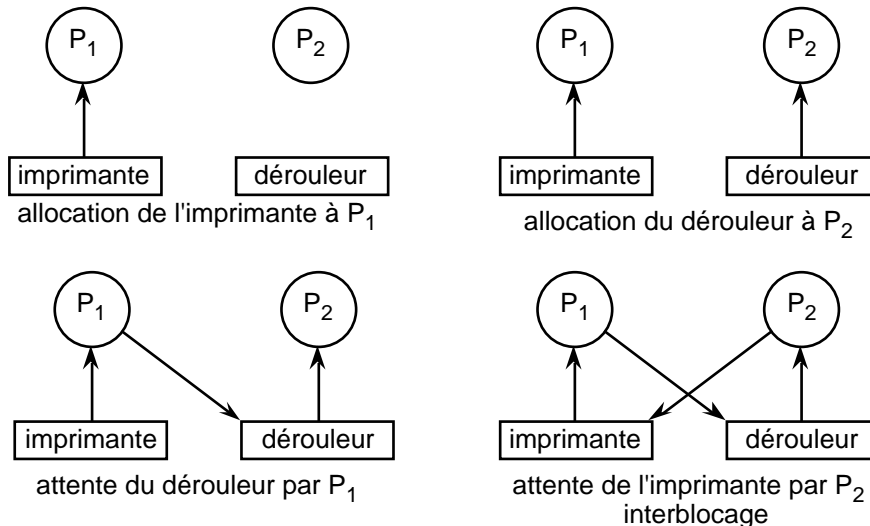 P1
P2
imprimante
dérouleur
allocation de l'imprimante à P1
P1
P2
imprimante
dérouleur
allocation du dérouleur à P2
P1
P2
imprimante
dérouleur
attente du dérouleur par P1
P1
P2
imprimante
dérouleur
attente de l'imprimante par P2
interblocage